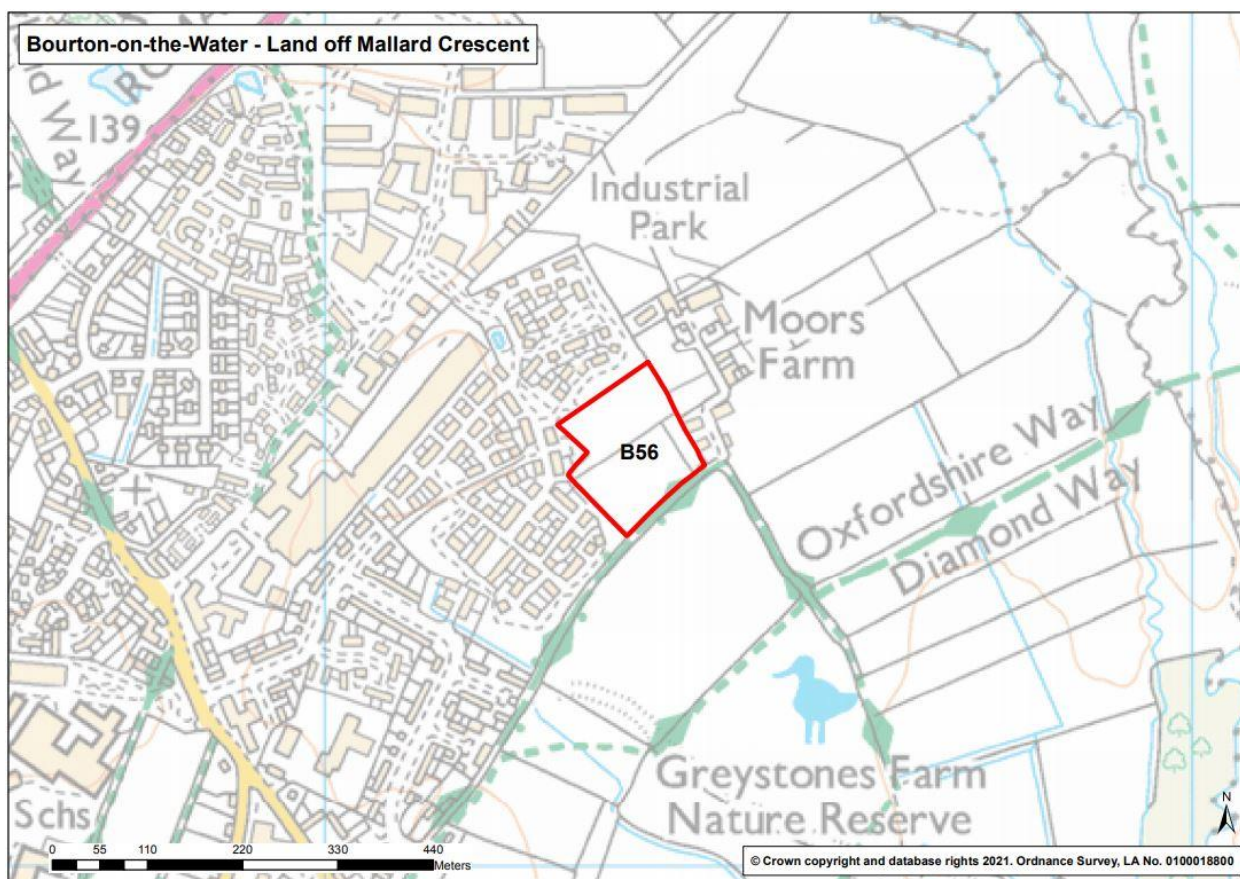 Bourton-on-the-Water - Land off Mallard Crescent
139
Way
Industrial
Park
Moors
Farm
B56
Oxfordshire Way
Diamond Way
Greystones Farm
Nature Reserve
Schs
N
0 55 110 220 330 440
Meters
© Crown copyright and database rights 2021. Ordnance Survey, LA No. 0100018800